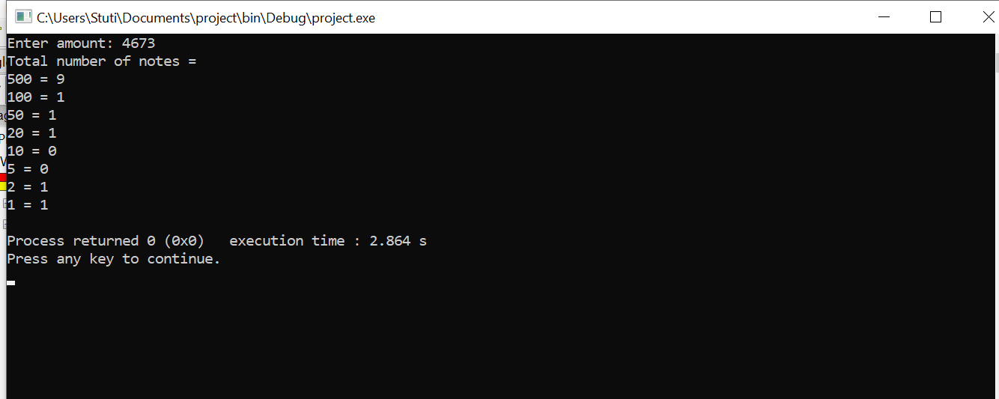 C:\Users\Stuti\Documents\project\bin\Debug\project.exe
Enter amount: 4673
Total number of notes =
500 = 9
100 = 1
50 = 1
20 = 1
10 = 0
5 = 0
2 = 1
1 = 1
Process returned 0 (0x0)   execution time : 2.864 s
Press any key to continue.